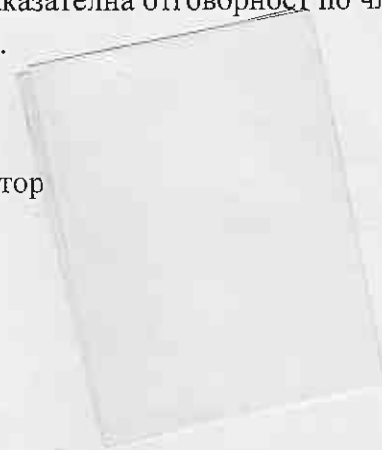 казателна отговорност по чл
.
тор